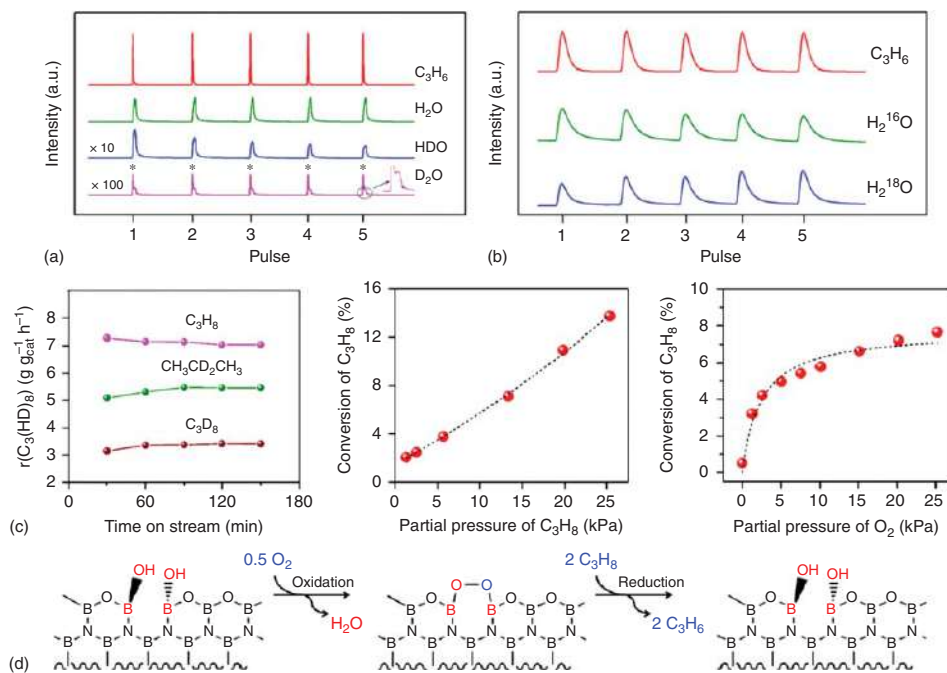 Intensity (a.u.)
C3H6
H2O
× 10
HDO
* * * * *
× 100
D2O
1 2 3 4 5
(a)
Pulse
Intensity (a.u.)
C3H6
H2^16O
H2^18O
1 2 3 4 5
(b)
Pulse
r(C3(HD)8) (g gcat^−1 h^−1)
8
7
6
5
4
3
2
C3H8
CH3CD2CH3
C3D8
0 60 120 180
(c)
Time on stream (min)
Conversion of C3H8 (%)
16
12
8
4
0
0 5 10 15 20 25
Partial pressure of C3H8 (kPa)
Conversion of C3H8 (%)
10
8
6
4
2
0
0 5 10 15 20 25
Partial pressure of O2 (kPa)
OH OH
B O B B O B O B
B N B N B N B N B
0.5 O2
Oxidation
H2O
O O
B O B B O B O B
B N B N B N B N B
2 C3H8
Reduction
2 C3H6
OH OH
B O B B O B O B
B N B N B N B N B
(d)